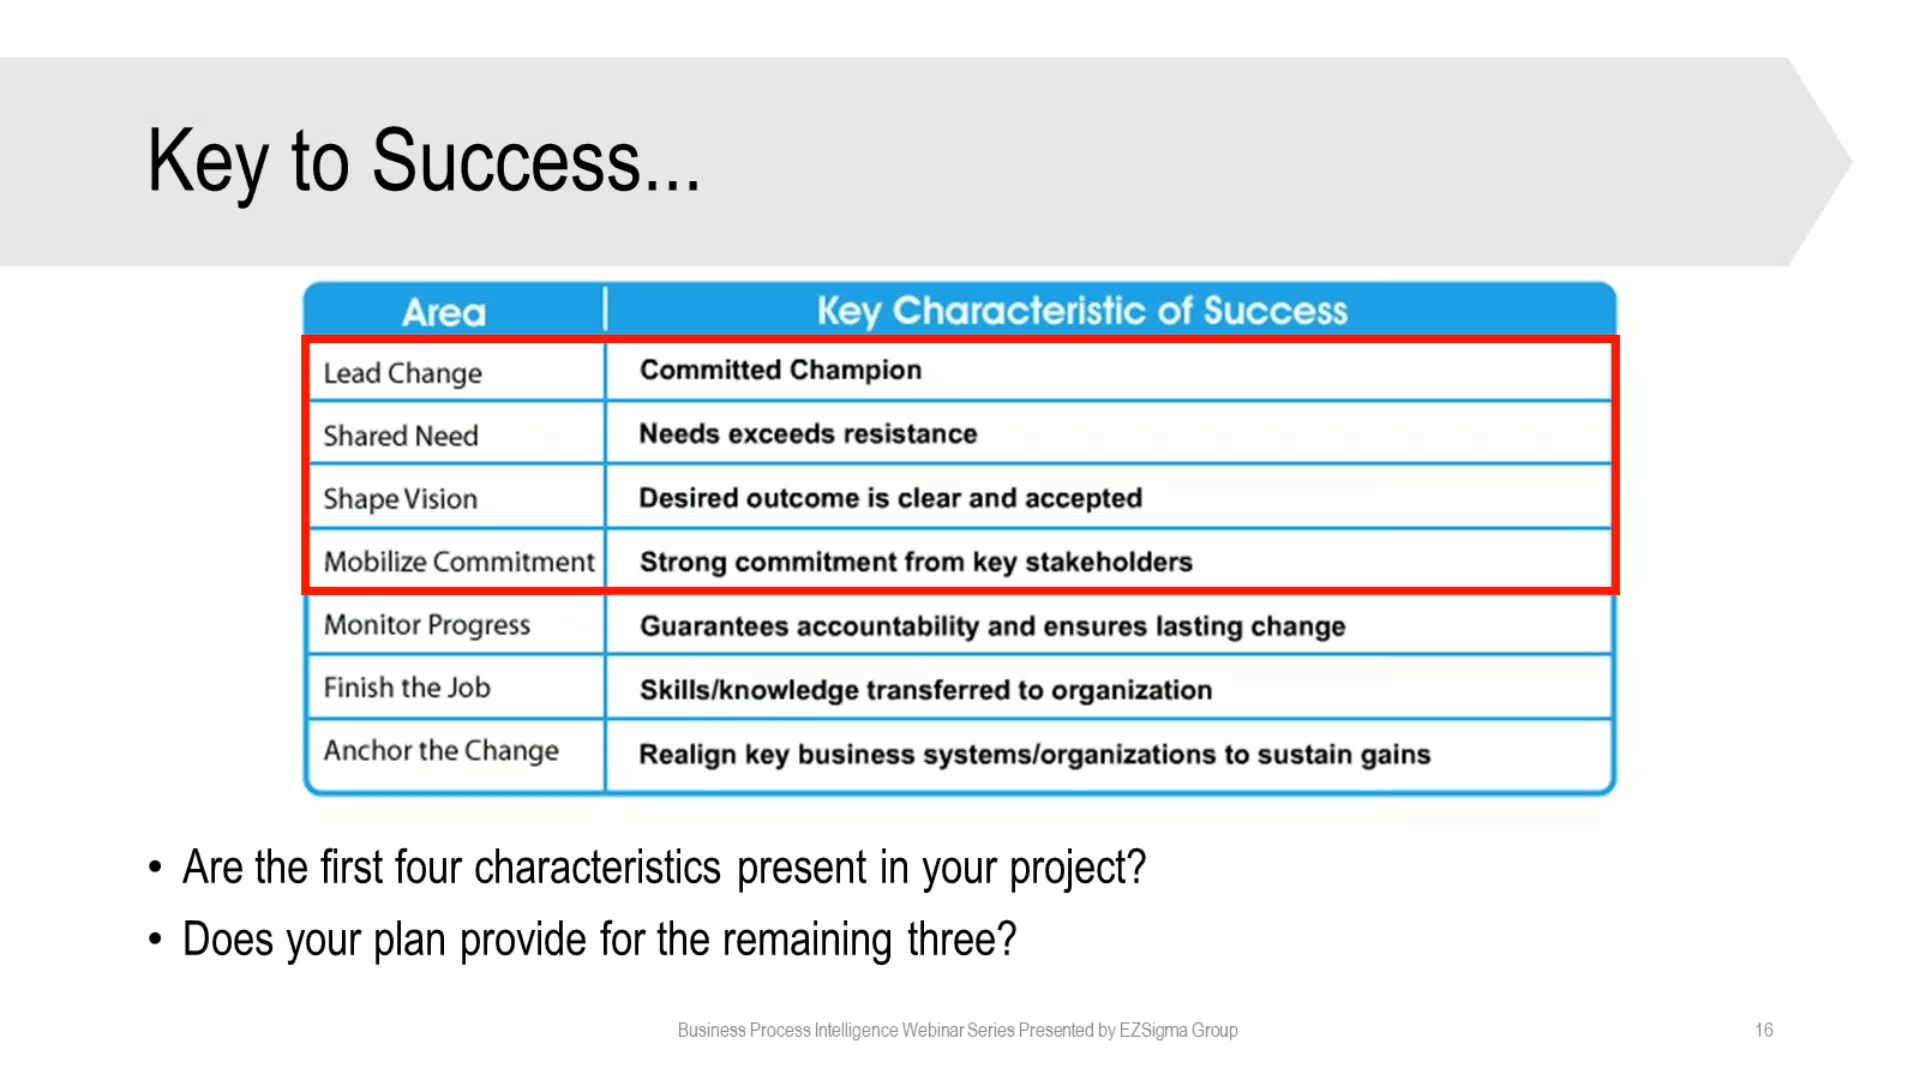 Key to Success...
Area | Key Characteristic of Success
Lead Change | Committed Champion
Shared Need | Needs exceeds resistance
Shape Vision | Desired outcome is clear and accepted
Mobilize Commitment | Strong commitment from key stakeholders
Monitor Progress | Guarantees accountability and ensures lasting change
Finish the Job | Skills/knowledge transferred to organization
Anchor the Change | Realign key business systems/organizations to sustain gains
• Are the first four characteristics present in your project?
• Does your plan provide for the remaining three?
Business Process Intelligence Webinar Series Presented by EZSigma Group 16